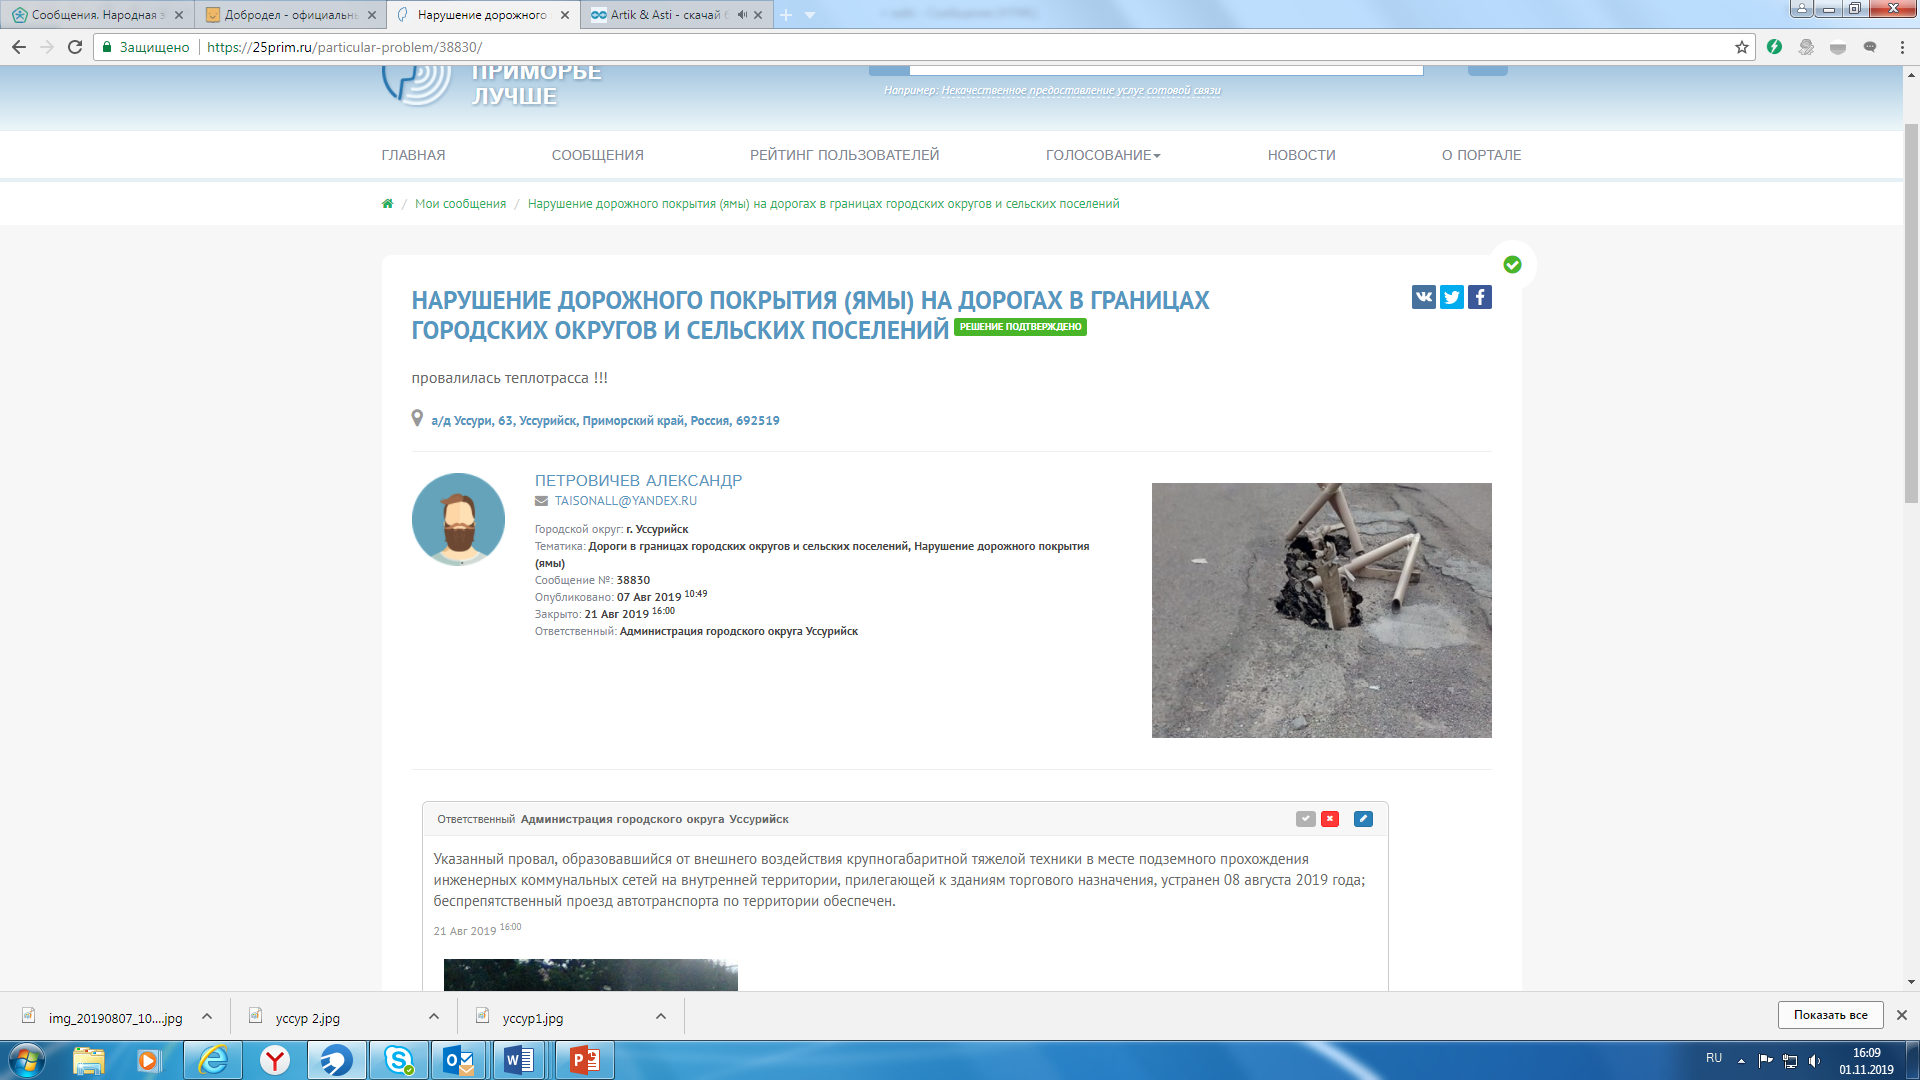 Сообщения. Народная э
Добродел - официальны
Нарушение дорожного
Artik & Asti - скачай б
Защищено
https://25prim.ru/particular-problem/38830/
ПРИМОРЬЕ
ЛУЧШЕ
Например: Некачественное предоставление услуг сотовой связи
ГЛАВНАЯ
СООБЩЕНИЯ
РЕЙТИНГ ПОЛЬЗОВАТЕЛЕЙ
ГОЛОСОВАНИЕ
НОВОСТИ
О ПОРТАЛЕ
/ Мои сообщения / Нарушение дорожного покрытия (ямы) на дорогах в границах городских округов и сельских поселений
НАРУШЕНИЕ ДОРОЖНОГО ПОКРЫТИЯ (ЯМЫ) НА ДОРОГАХ В ГРАНИЦАХ
ГОРОДСКИХ ОКРУГОВ И СЕЛЬСКИХ ПОСЕЛЕНИЙ РЕШЕНИЕ ПОДТВЕРЖДЕНО
провалилась теплотрасса !!!
а/д Уссури, 63, Уссурийск, Приморский край, Россия, 692519
ПЕТРОВИЧЕВ АЛЕКСАНДР
TAISONALL@YANDEX.RU
Городской округ: г. Уссурийск
Тематика: Дороги в границах городских округов и сельских поселений, Нарушение дорожного покрытия
(ямы)
Сообщение №: 38830
Опубликовано: 07 Авг 2019 10:49
Закрыто: 21 Авг 2019 16:00
Ответственный: Администрация городского округа Уссурийск
Ответственный Администрация городского округа Уссурийск
Указанный провал, образовавшийся от внешнего воздействия крупногабаритной тяжелой техники в месте подземного прохождения
инженерных коммунальных сетей на внутренней территории, прилегающей к зданиям торгового назначения, устранен 08 августа 2019 года;
беспрепятственный проезд автотранспорта по территории обеспечен.
21 Авг 2019 16:00
img_20190807_10....jpg
уссур 2.jpg
уссур1.jpg
Показать все
RU
16:09
01.11.2019